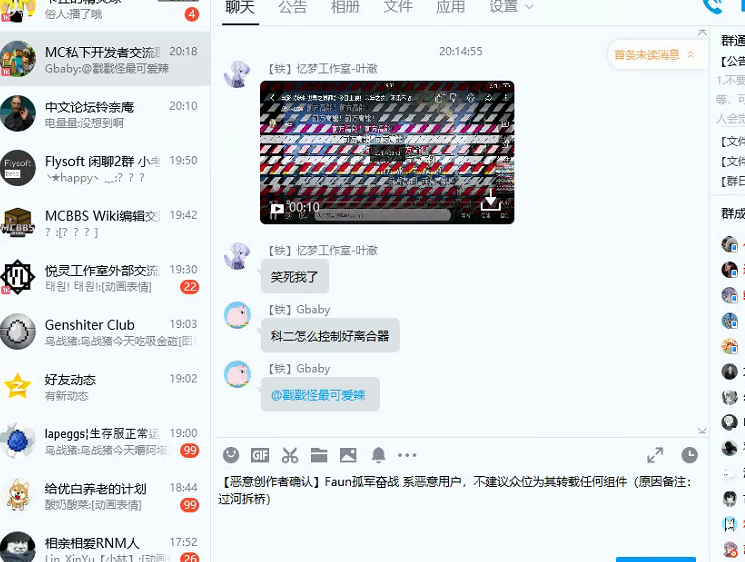 俗人:播了哦
4
MC私下开发者交流
20:18
Gbaby:@戳戳怪最可爱辣
中文论坛铃奈庵
20:10
电量量:没想到啊
Flysoft 闲聊2群 小
19:50
丶★happy丶 ﹏:？？？
MCBBS Wiki编辑
19:42
？:[？？？]
悦灵工作室外部交流
19:30
태원! 태원!:[动画表情]
22
Genshiter Club
19:03
鸟战猪:鸟战猪今天吃吸金磁[图
好友动态
19:02
有新动态
lapeggs¦生存服正常
19:00
鸟战猪:鸟战猪今天嚼阿
99
给优白养老的计划
18:44
酸奶酸菜:[动画表情]
99
相亲相爱RNM人
17:52
Lin_XinYu【小林】:[动画
26
聊天
公告
相册
文件
应用
设置
20:14:55
首条未读消息
【铁】忆梦工作室-叶澈
00:10
【铁】忆梦工作室-叶澈
笑死我了
【铁】Gbaby
科二怎么控制好离合器
【铁】Gbaby
@戳戳怪最可爱辣
GIF
【恶意创作者确认】Faun孤军奋战 系恶意用户，不建议众位为其转载任何组件（原因备注：
过河拆桥）
群通
【公告
1.不要
等，可
人会觉
【文件
【文件
【群日
群成